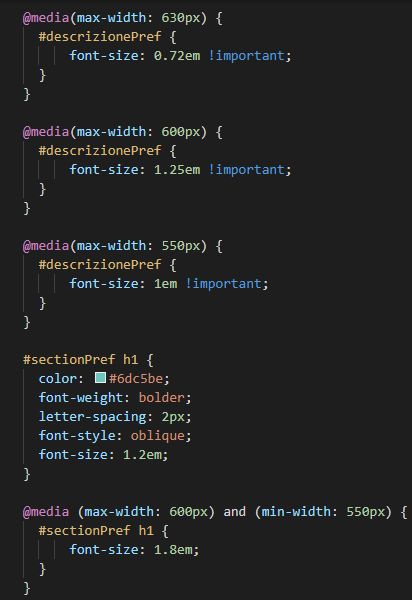 @media(max-width: 630px) {
  #descrizionePref {
      font-size: 0.72em !important;
  }
}

@media(max-width: 600px) {
  #descrizionePref {
      font-size: 1.25em !important;
  }
}

@media(max-width: 550px) {
  #descrizionePref {
      font-size: 1em !important;
  }
}

#sectionPref h1 {
  color: #6dc5be;
  font-weight: bolder;
  letter-spacing: 2px;
  font-style: oblique;
  font-size: 1.2em;
}

@media (max-width: 600px) and (min-width: 550px) {
  #sectionPref h1 {
      font-size: 1.8em;
  }
}